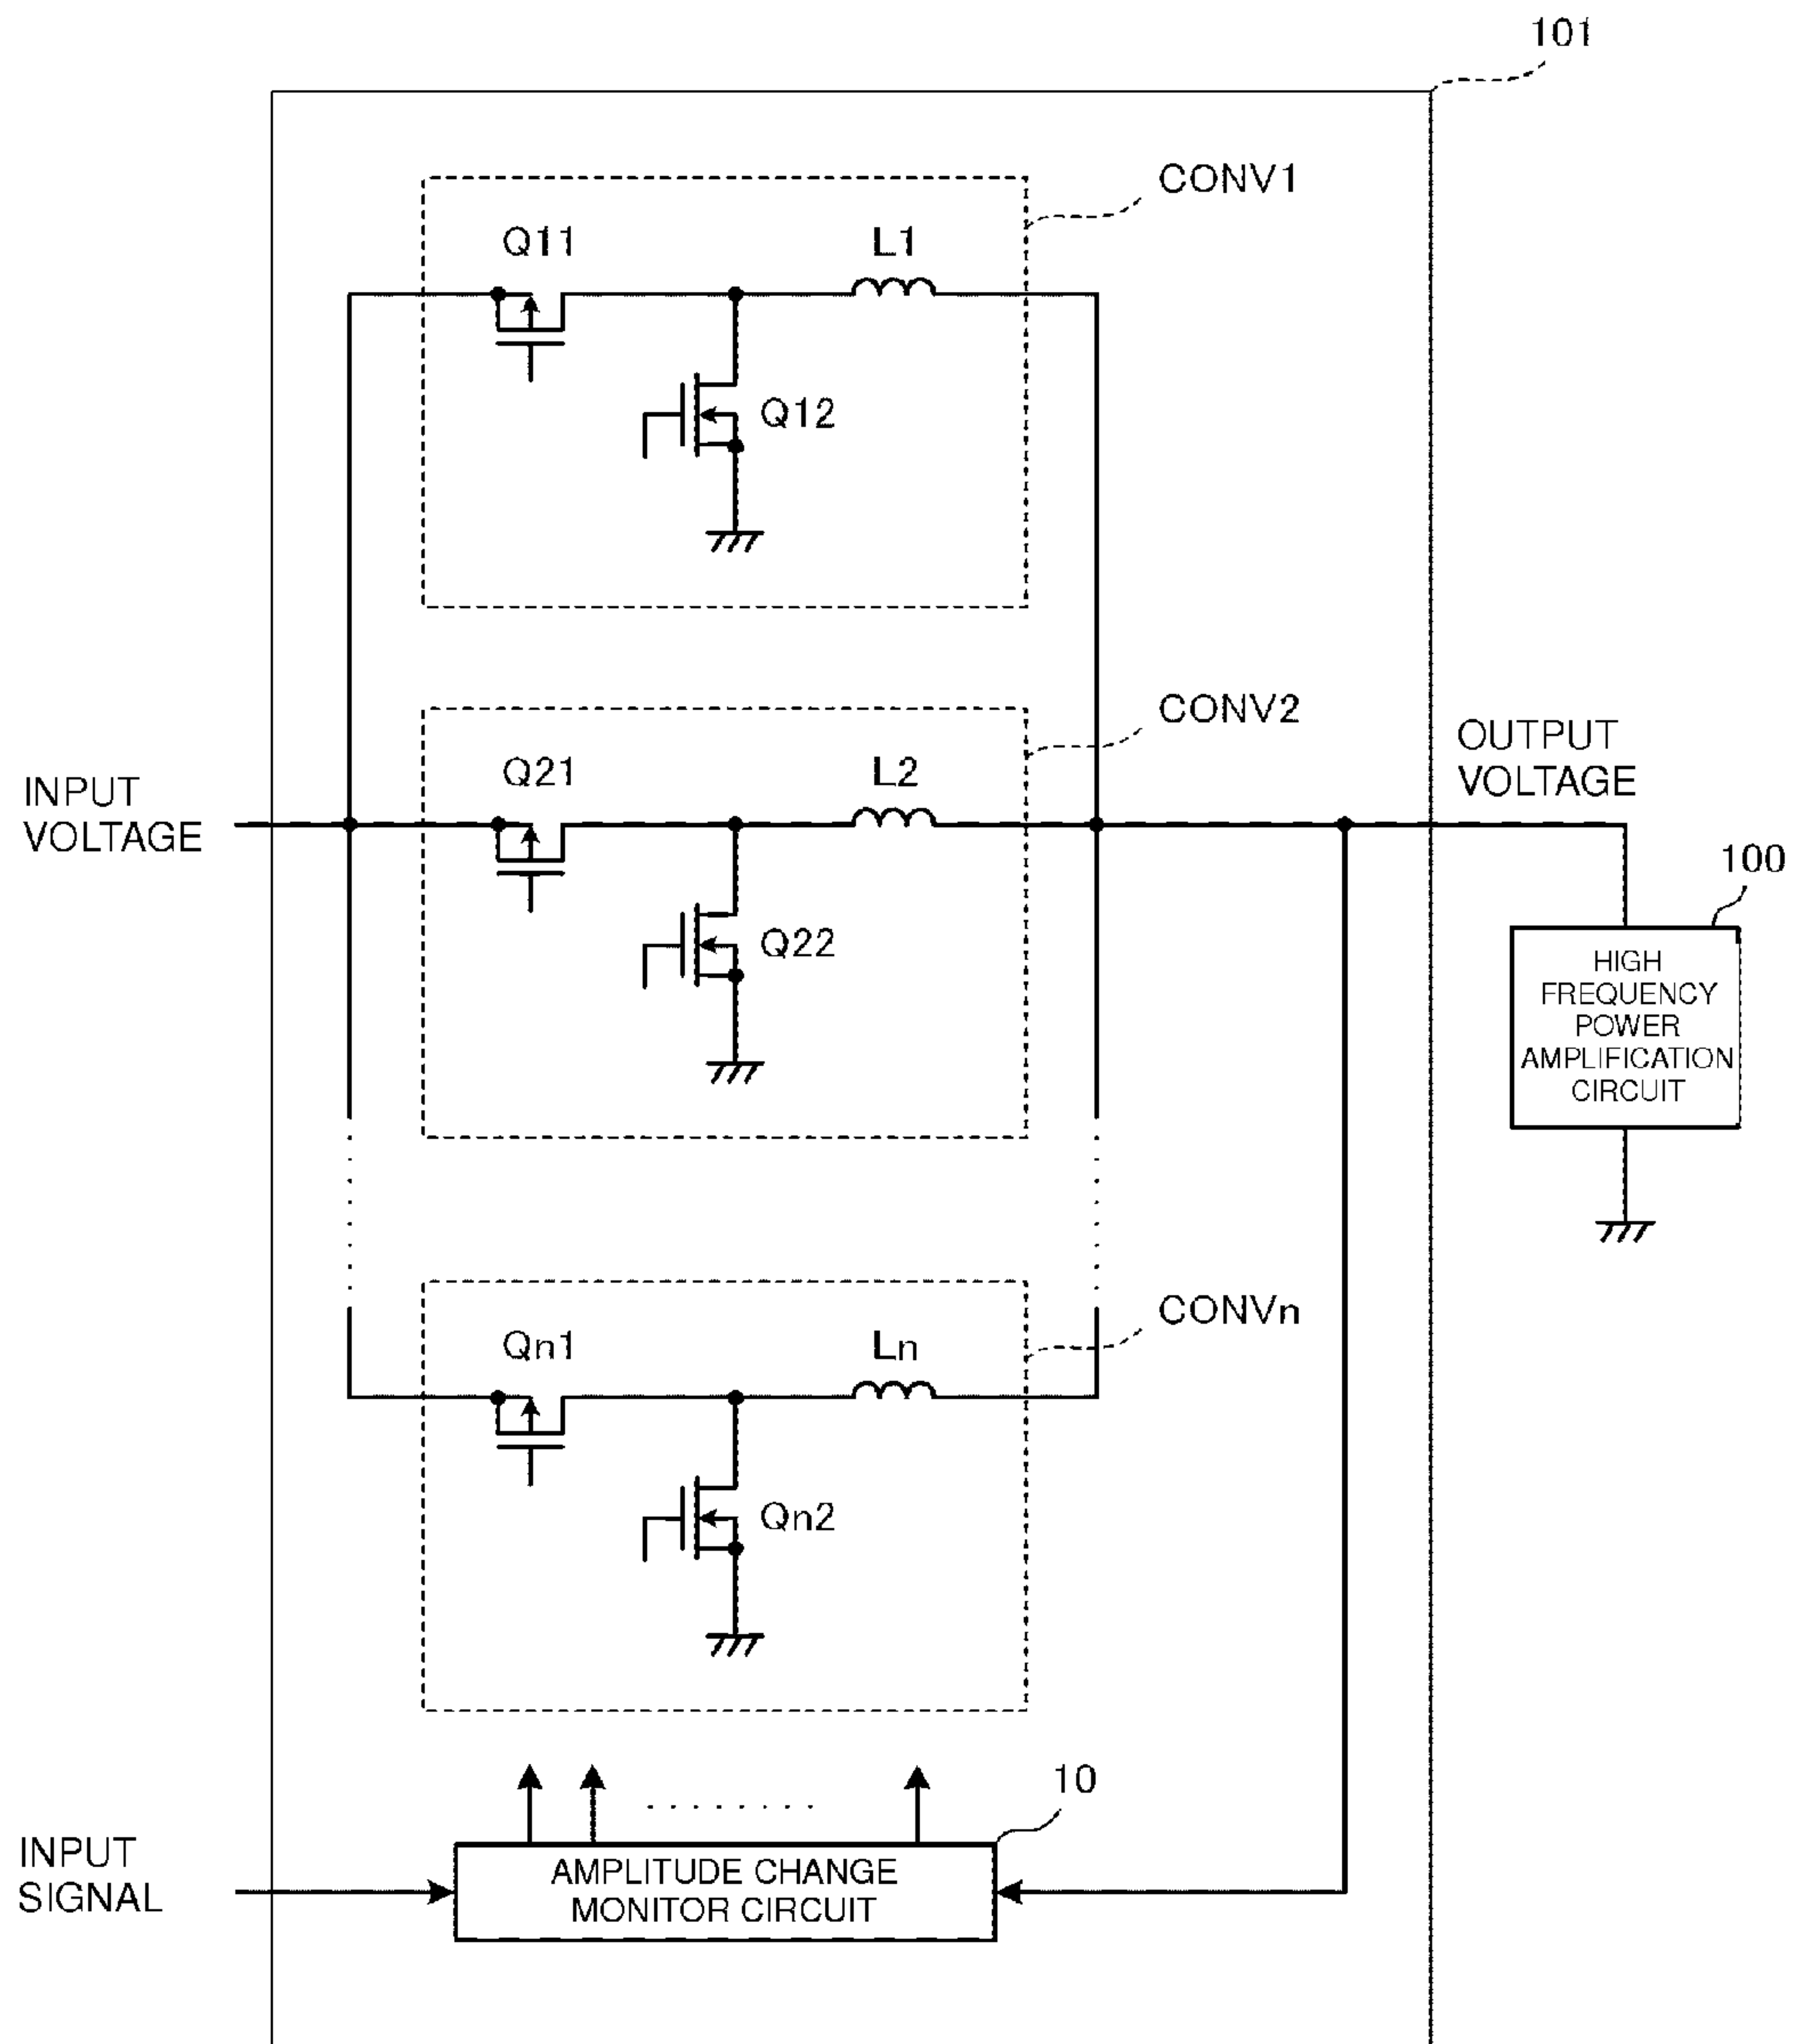 101
CONV1
Q11
L1
Q12
CONV2
Q21
L2
Q22
INPUT
VOLTAGE
OUTPUT
VOLTAGE
100
HIGH
FREQUENCY
POWER
AMPLIFICATION
CIRCUIT
CONVn
Qn1
Ln
Qn2
10
INPUT
SIGNAL
AMPLITUDE CHANGE
MONITOR CIRCUIT